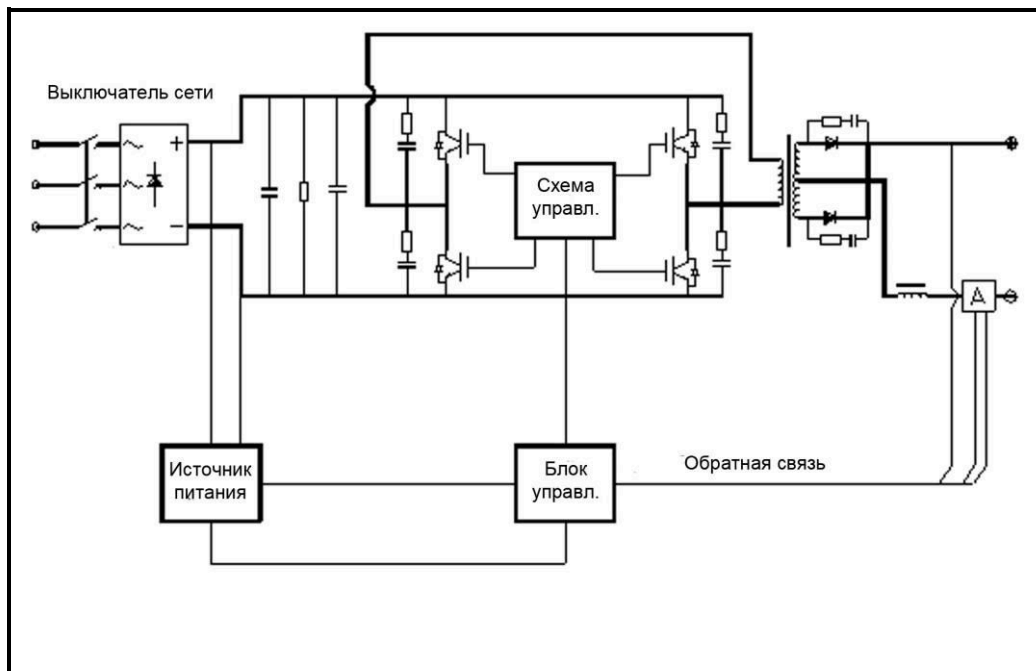 Выключатель сети
+
−
Схема
управл.
A
Источник
питания
Блок
управл.
Обратная связь